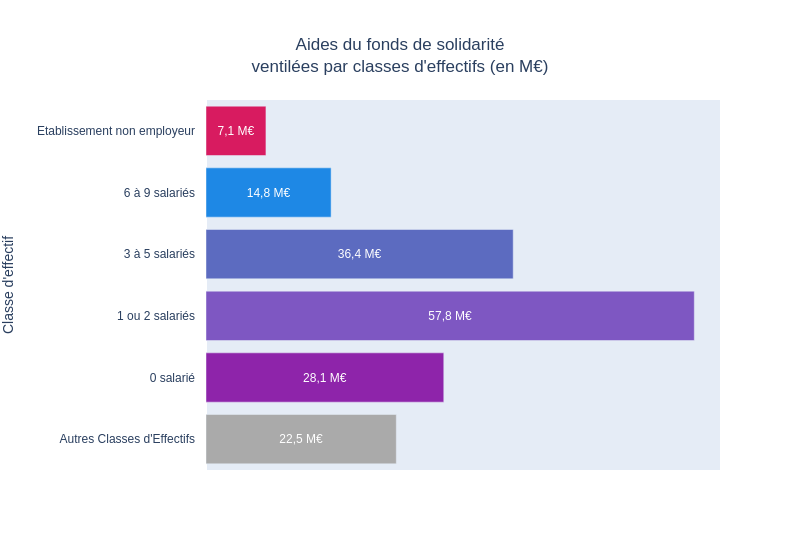 Aides du fonds de solidarité
ventilées par classes d'effectifs (en M€)
Classe d'effectif
Etablissement non employeur
7,1 M€
6 à 9 salariés
14,8 M€
3 à 5 salariés
36,4 M€
1 ou 2 salariés
57,8 M€
0 salarié
28,1 M€
Autres Classes d'Effectifs
22,5 M€